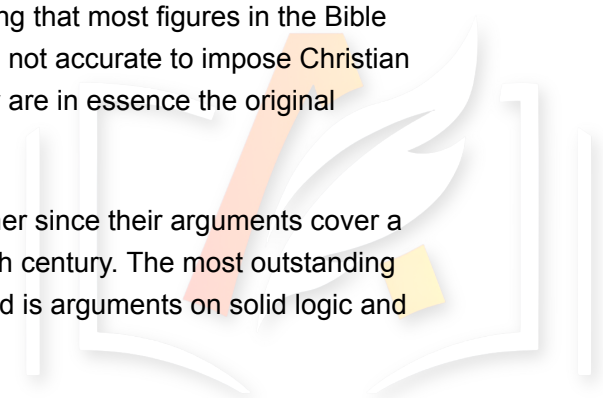 ng that most figures in the Bible
not accurate to impose Christian
are in essence the original
er since their arguments cover a
h century. The most outstanding
d is arguments on solid logic and